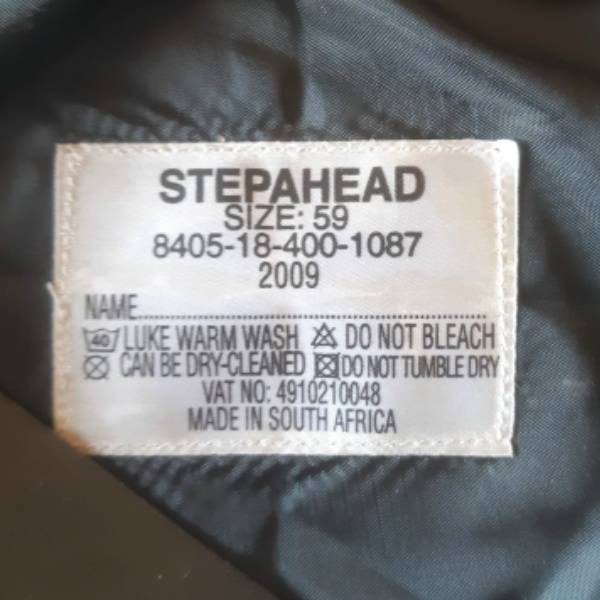 STEPAHEAD
SIZE: 59
8405-18-400-1087
2009
NAME................................................
40 LUKE WARM WASH DO NOT BLEACH
CAN BE DRY-CLEANED DO NOT TUMBLE DRY
VAT NO: 4910210048
MADE IN SOUTH AFRICA